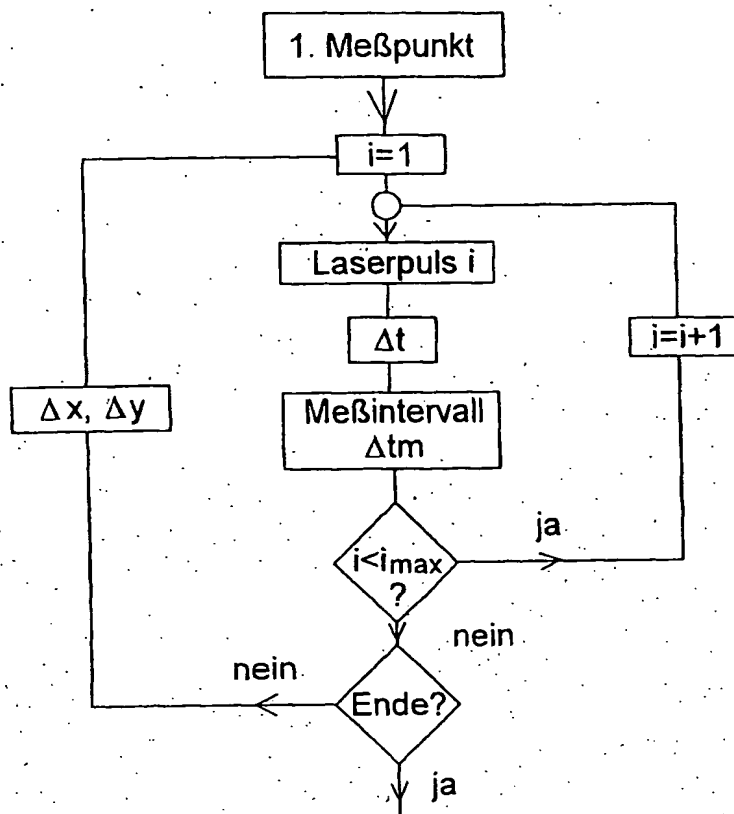 1. Meßpunkt
i=1
Laserpuls i
Δt
i=i+1
Δx, Δy
Meßintervall
Δtm
ja
i<imax
?
nein
nein
Ende?
ja